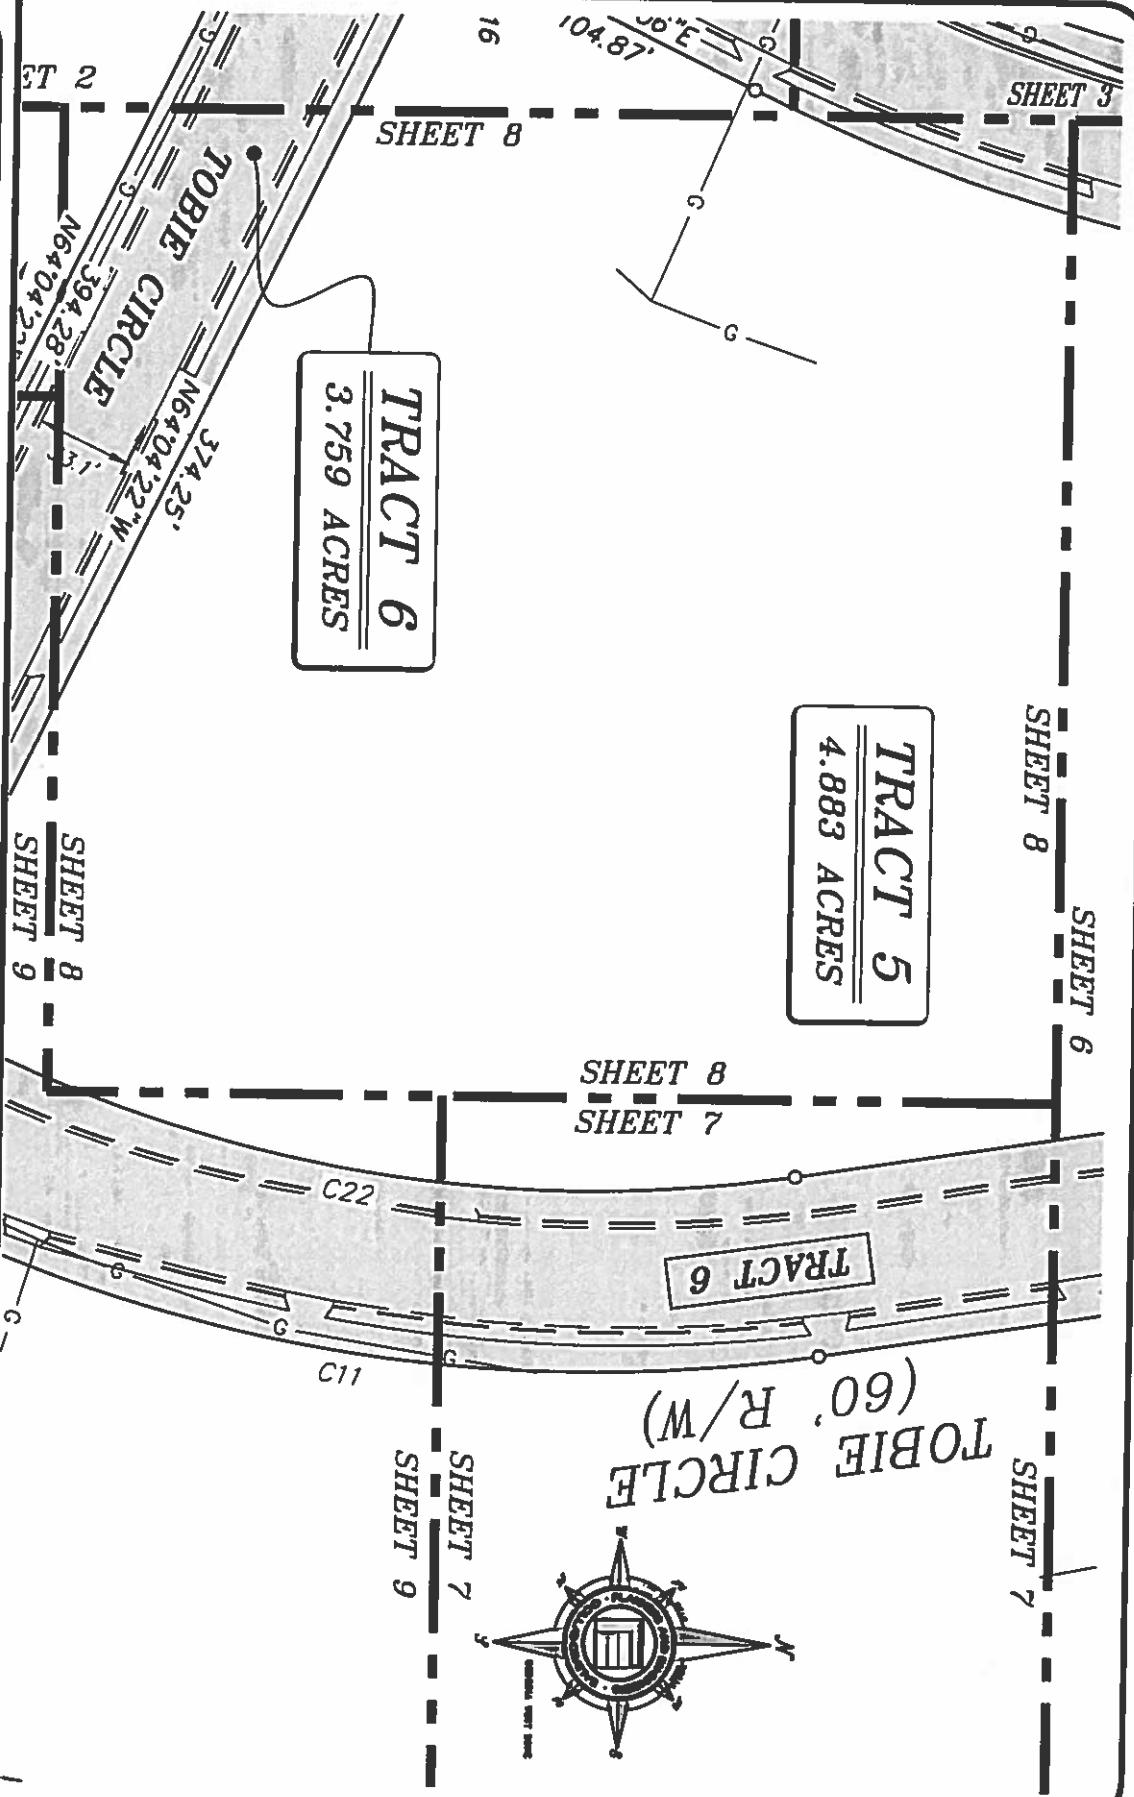 16
104.87'
06."E
ET 2
SHEET 8
SHEET 3
G
G
G
G
G
G
TOBIE CIRCLE
N64°04'22"
394.28'
N64°04'22"W
374.25'
TRACT 6
3.759 ACRES
TRACT 5
4.883 ACRES
SHEET 8
SHEET 6
SHEET 8
SHEET 9
SHEET 8
SHEET 7
C22
TRACT 6
G
G
G
G
C11
TOBIE CIRCLE
(60' R/W)
SHEET 7
SHEET 9
SHEET 7
N